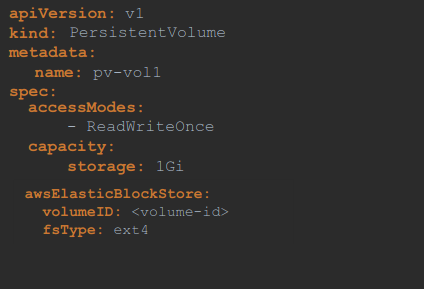 apiVersion: v1
kind: PersistentVolume
metadata:
name: pv-vol1
spec:
accessModes:
- ReadWriteOnce
capacity:
storage: 1Gi
awsElasticBlockStore:
volumeID: <volume-id>
fsType: ext4